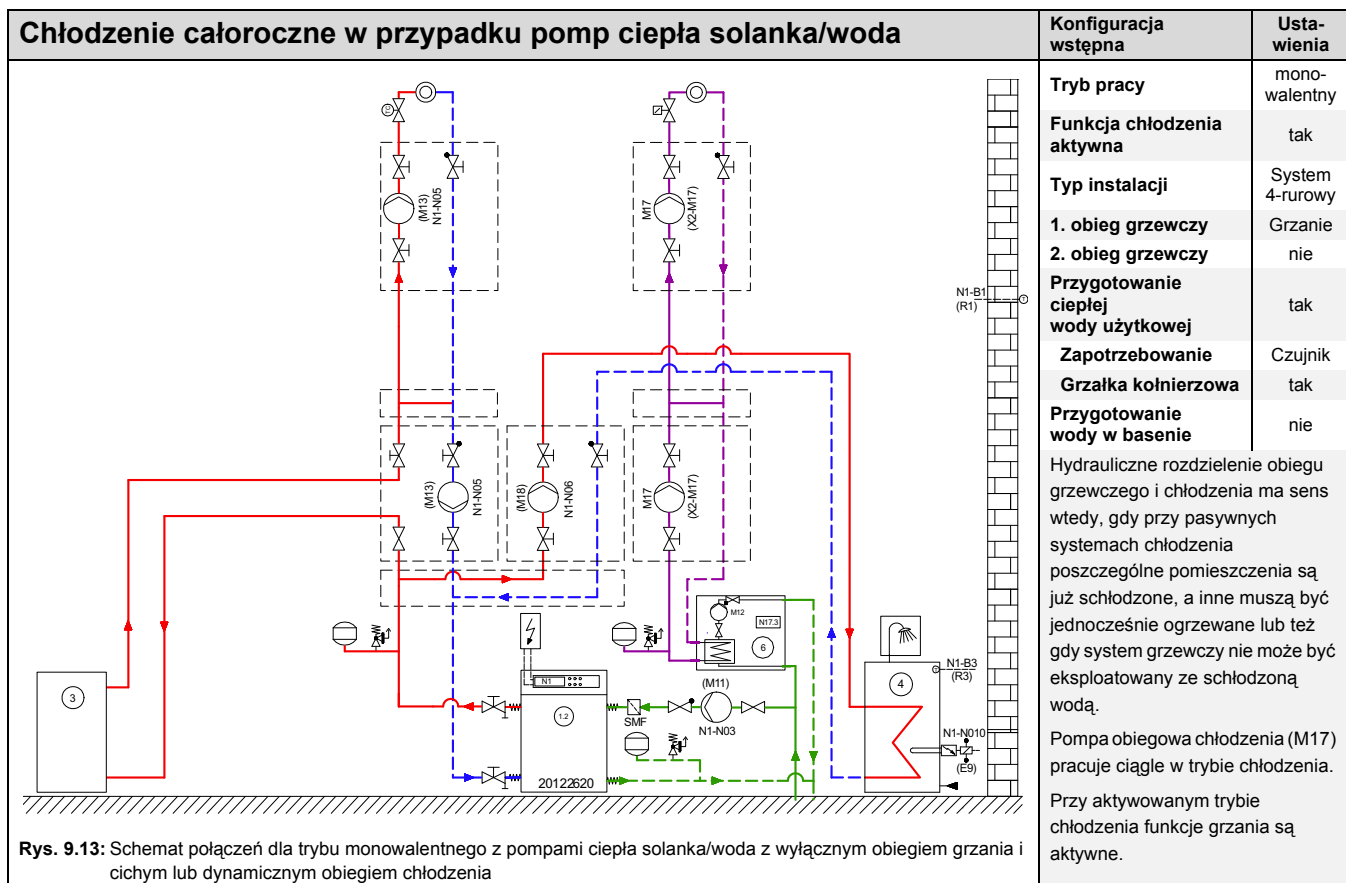 Chłodzenie całoroczne w przypadku pomp ciepła solanka/woda
Konfiguracja
wstępna
Usta-
wienia
Tryb pracy
mono-
walentny
Funkcja chłodzenia
aktywna
tak
Typ instalacji
System
4-rurowy
1. obieg grzewczy
Grzanie
2. obieg grzewczy
nie
Przygotowanie
ciepłej
wody użytkowej
tak
Zapotrzebowanie
Czujnik
Grzałka kołnierzowa
tak
Przygotowanie
wody w basenie
nie
Hydrauliczne rozdzielenie obiegu
grzewczego i chłodzenia ma sens
wtedy, gdy przy pasywnych
systemach chłodzenia
poszczególne pomieszczenia są
już schłodzone, a inne muszą być
jednocześnie ogrzewane lub też
gdy system grzewczy nie może być
eksploatowany ze schłodzoną
wodą.
Pompa obiegowa chłodzenia (M17)
pracuje ciągle w trybie chłodzenia.
Przy aktywowanym trybie
chłodzenia funkcje grzania są
aktywne.
TC
(M13)
N1-N05
M17
(X2-M17)
N1-B1
(R1)
T
(M13)
N1-N05
(M18)
N1-N06
M17
(X2-M17)
M12
N17.3
6
3
N1
1.2
20122620
SMF
(M11)
N1-N03
4
T
N1-B3
(R3)
N1-N010
(E9)
Rys. 9.13: Schemat połączeń dla trybu monowalentnego z pompami ciepła solanka/woda z wyłącznym obiegiem grzania i
cichym lub dynamicznym obiegiem chłodzenia